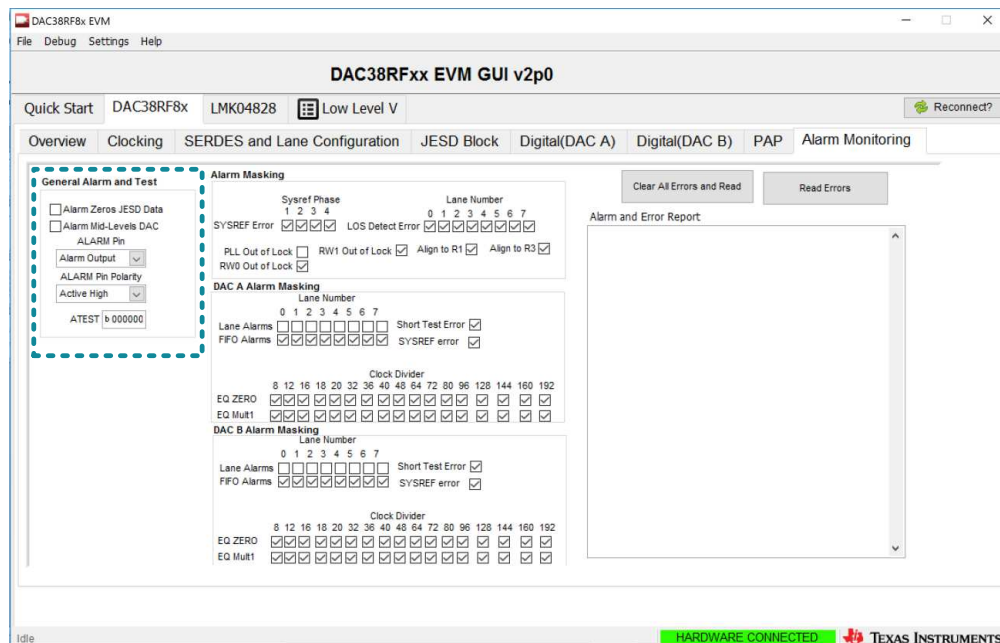 DAC38RF8x EVM
File Debug Settings Help
DAC38RFxx EVM GUI v2p0
Quick Start DAC38RF8x LMK04828 Low Level V Reconnect?
Overview Clocking SERDES and Lane Configuration JESD Block Digital(DAC A) Digital(DAC B) PAP Alarm Monitoring
General Alarm and Test
Alarm Zeros JESD Data
Alarm Mid-Levels DAC
ALARM Pin
Alarm Output
ALARM Pin Polarity
Active High
ATEST b 000000
Alarm Masking
Sysref Phase Lane Number
1 2 3 4 0 1 2 3 4 5 6 7
SYSREF Error LOS Detect Error
PLL Out of Lock RW1 Out of Lock Align to R1 Align to R3
RW0 Out of Lock
DAC A Alarm Masking
Lane Number
0 1 2 3 4 5 6 7
Lane Alarms Short Test Error
FIFO Alarms SYSREF error
Clock Divider
8 12 16 18 20 32 36 40 48 64 72 80 96 128 144 160 192
EQ ZERO
EQ Mult1
DAC B Alarm Masking
Lane Number
0 1 2 3 4 5 6 7
Lane Alarms Short Test Error
FIFO Alarms SYSREF error
Clock Divider
8 12 16 18 20 32 36 40 48 64 72 80 96 128 144 160 192
EQ ZERO
EQ Mult1
Clear All Errors and Read Read Errors
Alarm and Error Report
Idle HARDWARE CONNECTED TEXAS INSTRUMENTS